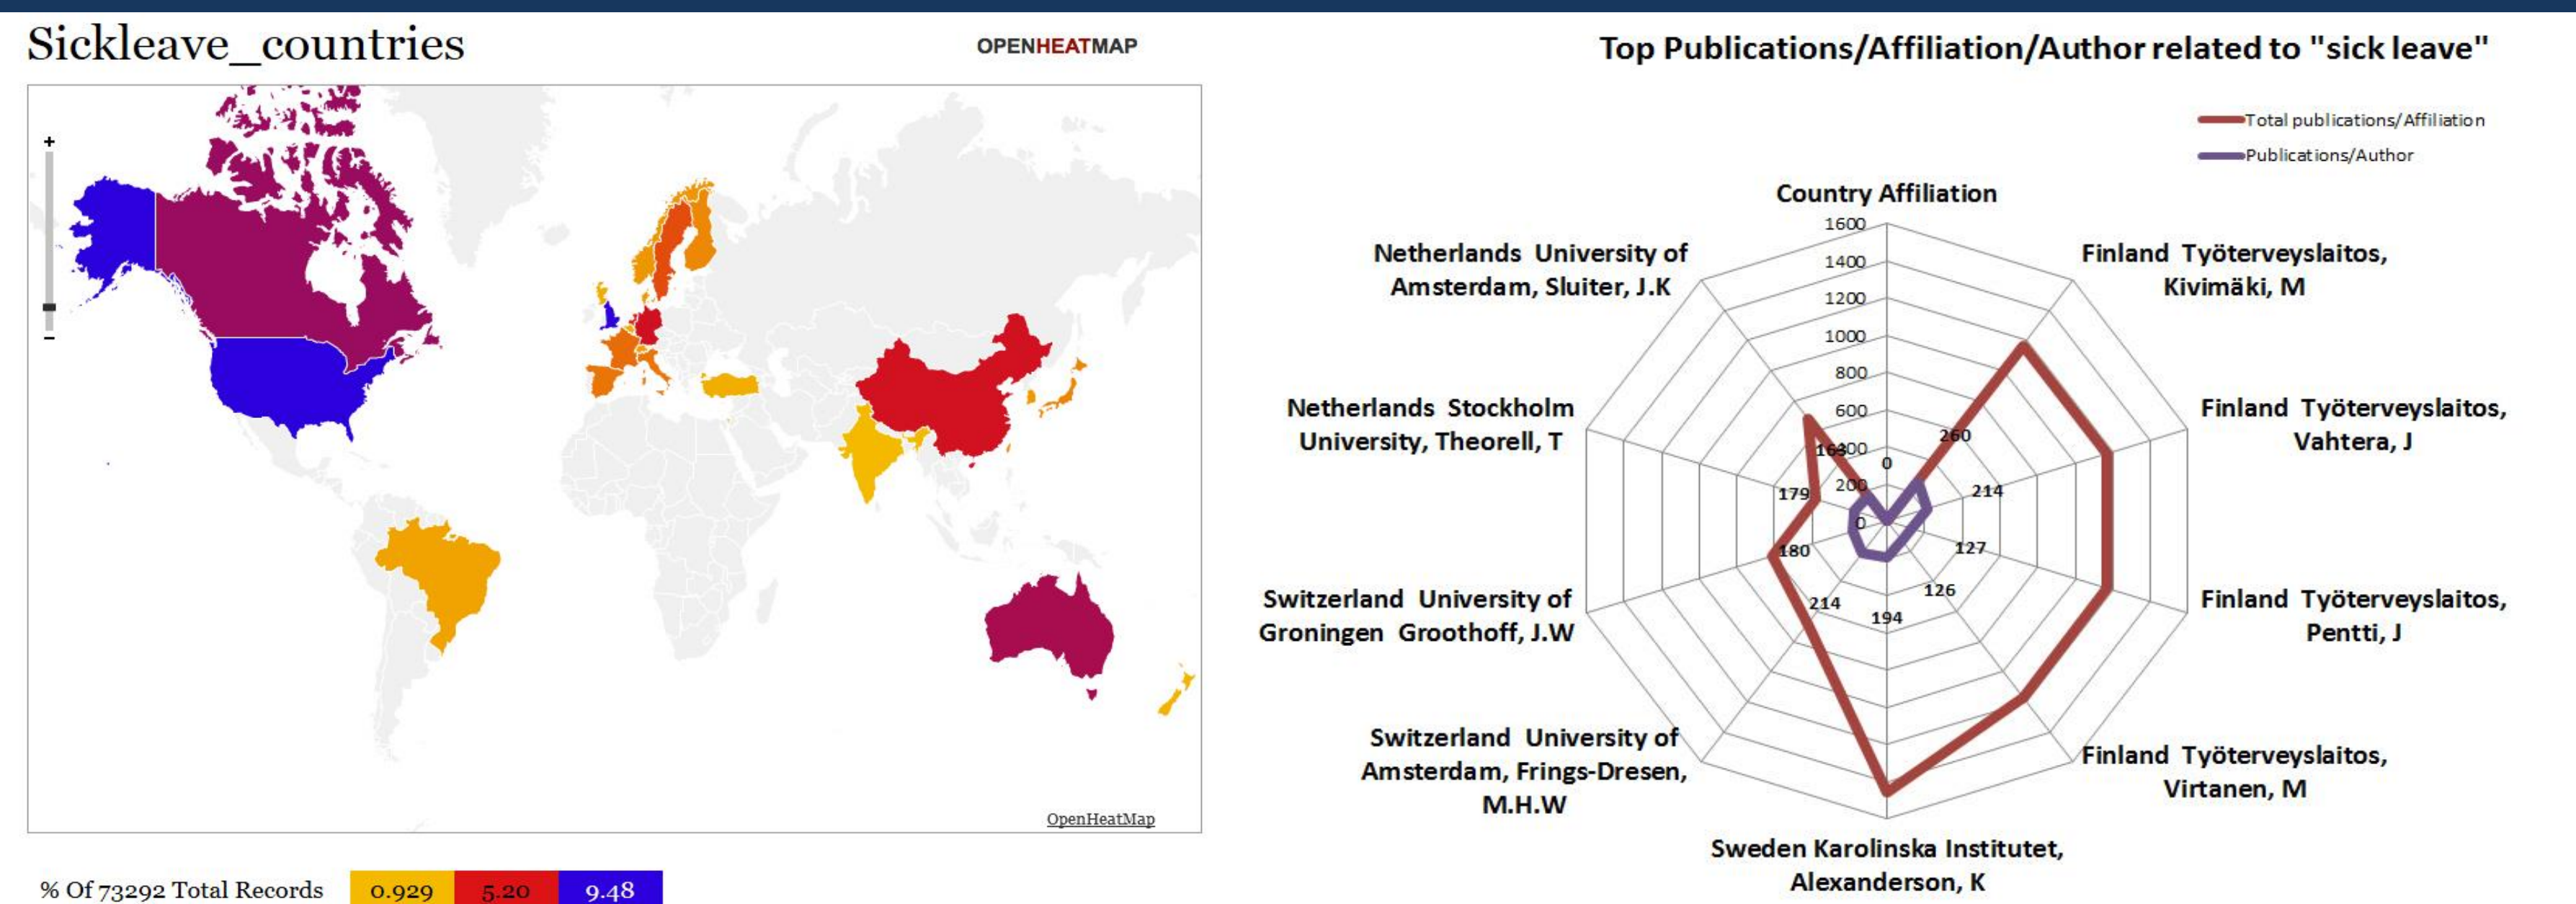 Sickleave_countries
OPENHEATMAP
+
-
OpenHeatMap
% Of 73292 Total Records
0.929
5.20
9.48
Top Publications/Affiliation/Author related to "sick leave"
Total publications/Affiliation
Publications/Author
Country Affiliation
Finland Työterveyslaitos,
Kivimäki, M
Finland Työterveyslaitos,
Vahtera, J
Finland Työterveyslaitos,
Pentti, J
Finland Työterveyslaitos,
Virtanen, M
Sweden Karolinska Institutet,
Alexanderson, K
Switzerland University of
Amsterdam, Frings-Dresen,
M.H.W
Switzerland University of
Groningen Groothoff, J.W
Netherlands Stockholm
University, Theorell, T
Netherlands University of
Amsterdam, Sluiter, J.K
1600
1400
1200
1000
800
600
400
200
0
0
260
214
127
126
194
214
180
179
163